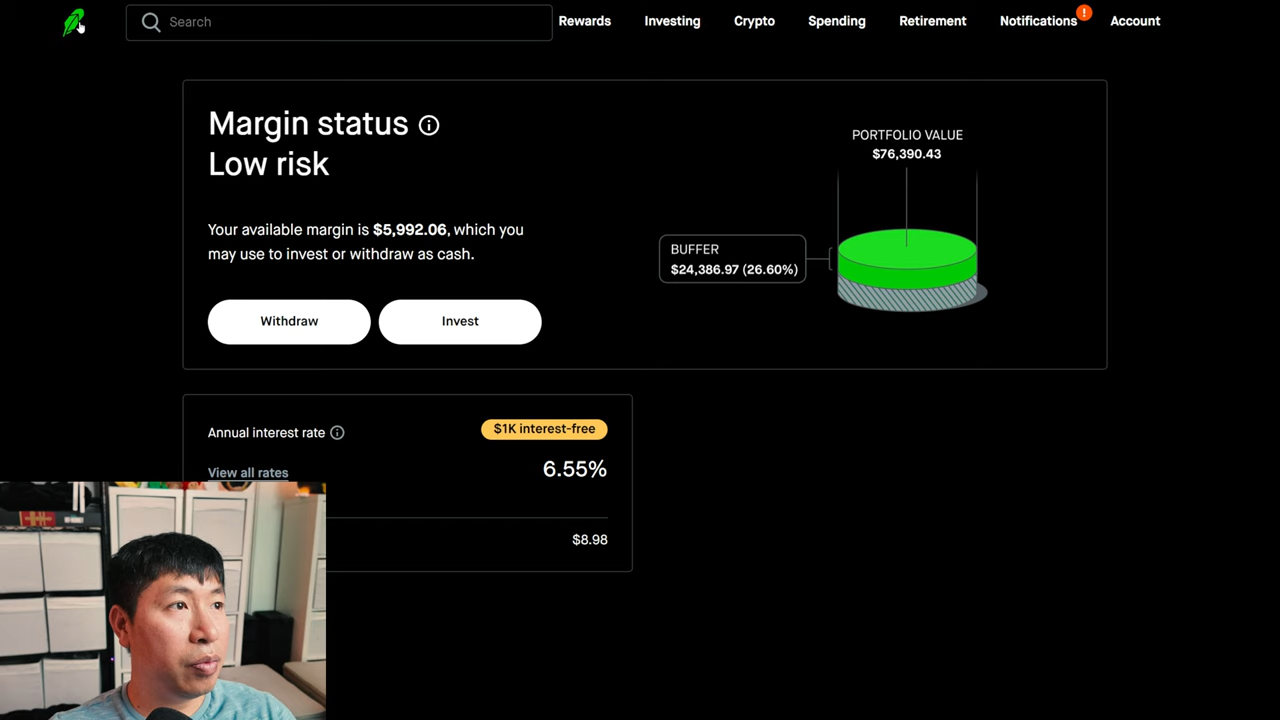 Search
Rewards
Investing
Crypto
Spending
Retirement
Notifications
!
Account
Margin status
Low risk
Your available margin is $5,992.06, which you
may use to invest or withdraw as cash.
Withdraw
Invest
PORTFOLIO VALUE
$76,390.43
BUFFER
$24,386.97 (26.60%)
Annual interest rate
$1K interest-free
View all rates
6.55%
$8.98